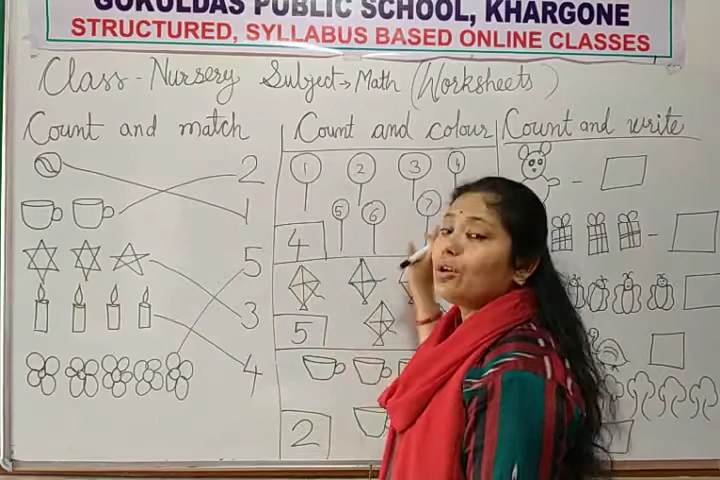 GOKULDAS PUBLIC SCHOOL, KHARGONE
STRUCTURED, SYLLABUS BASED ONLINE CLASSES
Class - Nursery Subject → Math (Worksheets)
Count and match
2
1
5
3
4
Count and colour
1 2 3 4
5 6 7
4
5
2
Count and write